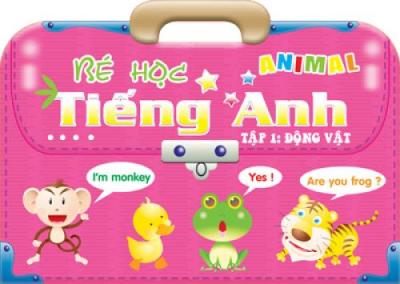 BÉ HỌC
ANIMAL
Tiếng Anh
TẬP 1: ĐỘNG VẬT
I'm monkey
Yes !
Are you frog ?